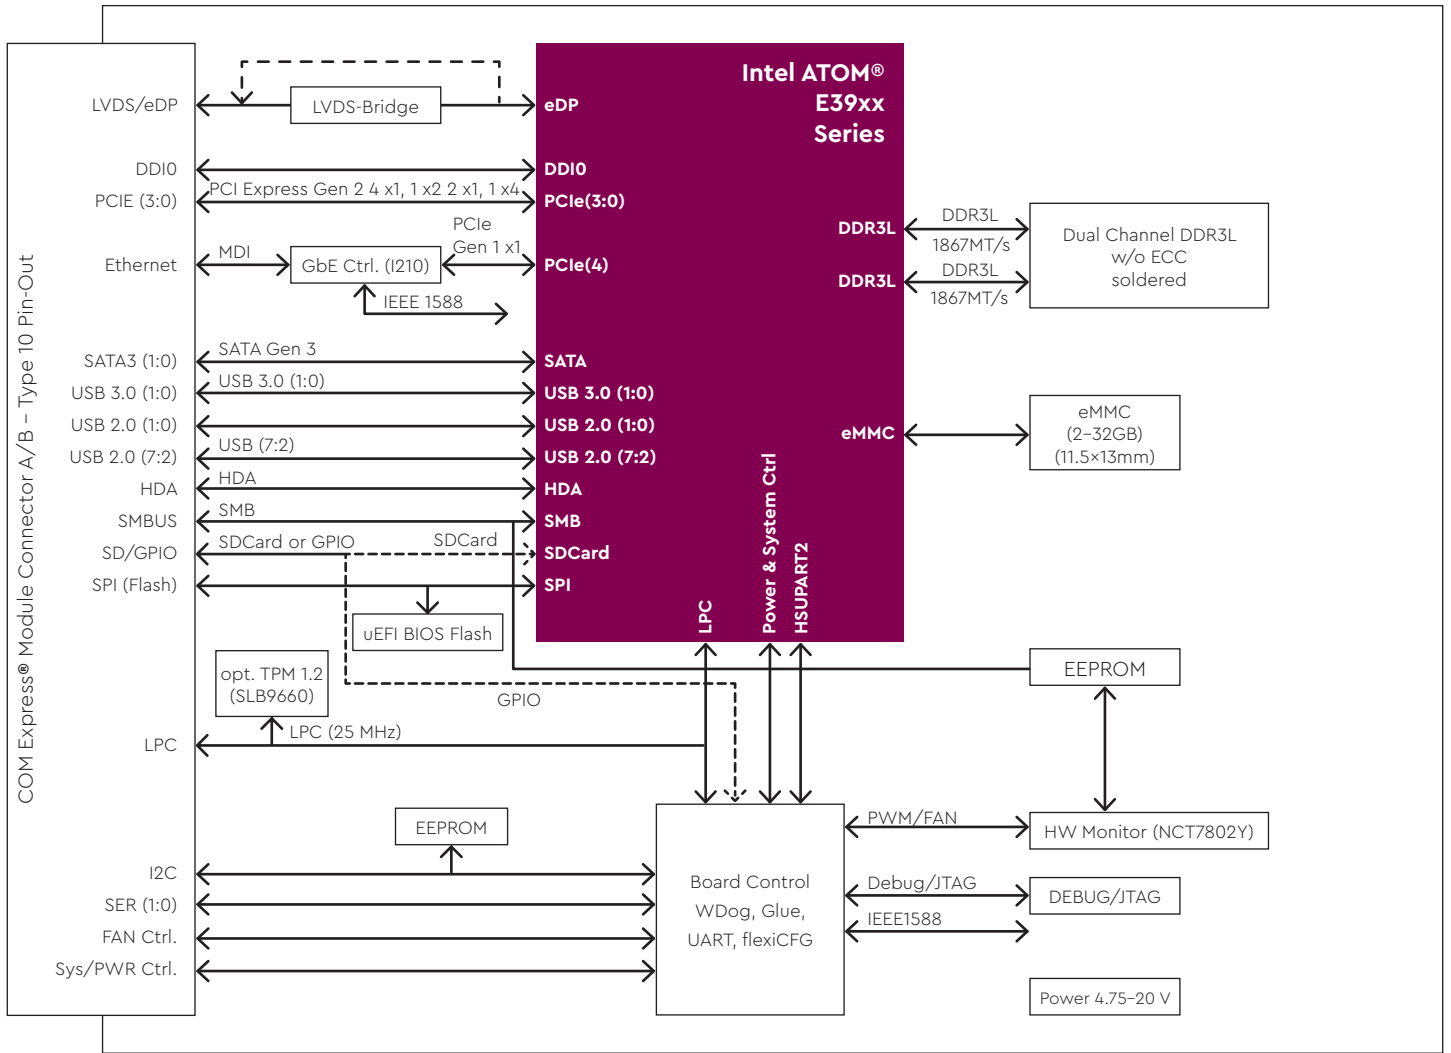 COM Express® Module Connector A/B – Type 10 Pin-Out
Intel ATOM®
E39xx
Series
LVDS/eDP
LVDS-Bridge
eDP
DDI0
DDI0
PCIE (3:0)
PCI Express Gen 2 4 x1, 1 x2 2 x1, 1 x4
PCIe(3:0)
Ethernet
MDI
GbE Ctrl. (I210)
PCIe
Gen 1 x1
PCIe(4)
IEEE 1588
DDR3L
DDR3L
1867MT/s
DDR3L
DDR3L
1867MT/s
Dual Channel DDR3L
w/o ECC
soldered
SATA3 (1:0)
SATA Gen 3
SATA
USB 3.0 (1:0)
USB 3.0 (1:0)
USB 3.0 (1:0)
USB 2.0 (1:0)
USB 2.0 (1:0)
USB 2.0 (7:2)
USB (7:2)
USB 2.0 (7:2)
HDA
HDA
HDA
SMBUS
SMB
SMB
SD/GPIO
SDCard or GPIO
SDCard
SDCard
SPI (Flash)
SPI
uEFI BIOS Flash
eMMC
eMMC
(2–32GB)
(11.5×13mm)
LPC
Power & System Ctrl
HSUPART2
opt. TPM 1.2
(SLB9660)
GPIO
EEPROM
LPC
LPC (25 MHz)
EEPROM
I2C
SER (1:0)
FAN Ctrl.
Sys/PWR Ctrl.
Board Control
WDog, Glue,
UART, flexiCFG
PWM/FAN
HW Monitor (NCT7802Y)
Debug/JTAG
DEBUG/JTAG
IEEE1588
Power 4.75–20 V